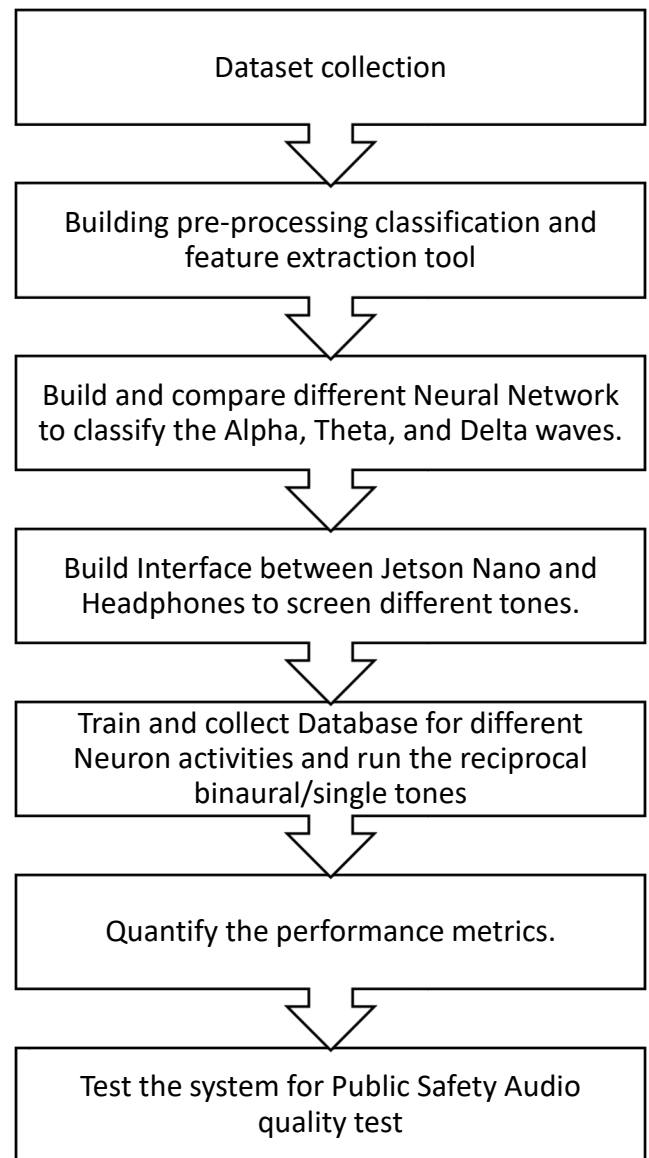 Dataset collection
Building pre-processing classification and
feature extraction tool
Build and compare different Neural Network
to classify the Alpha, Theta, and Delta waves.
Build Interface between Jetson Nano and
Headphones to screen different tones.
Train and collect Database for different
Neuron activities and run the reciprocal
binaural/single tones
Quantify the performance metrics.
Test the system for Public Safety Audio
quality test